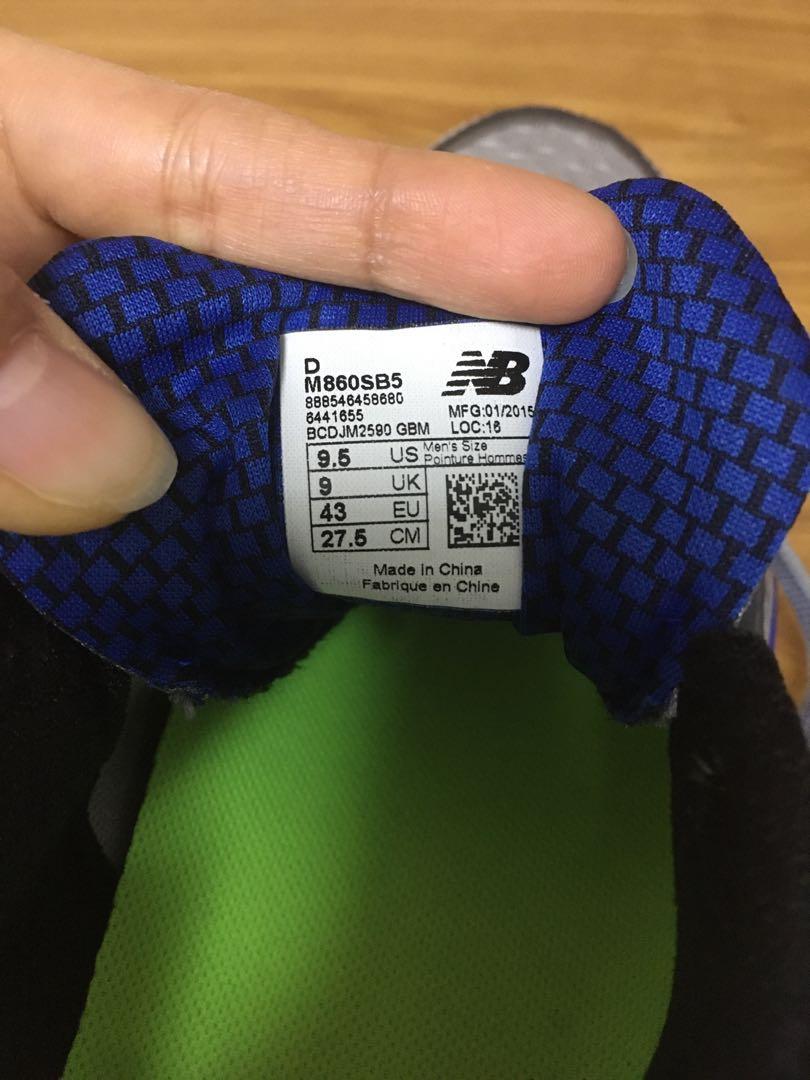 D
M860SB5
888546458680
6441655
BCDJM2590 GBM
NB
MFG:01/2015
LOC:16
9.5 US
9 UK
43 EU
27.5 CM
Men's Size
Pointure Hommes
Made in China
Fabrique en Chine